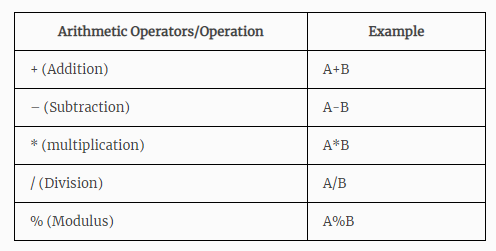 Arithmetic Operators/Operation Example
+ (Addition) A+B
– (Subtraction) A-B
* (multiplication) A*B
/ (Division) A/B
% (Modulus) A%B